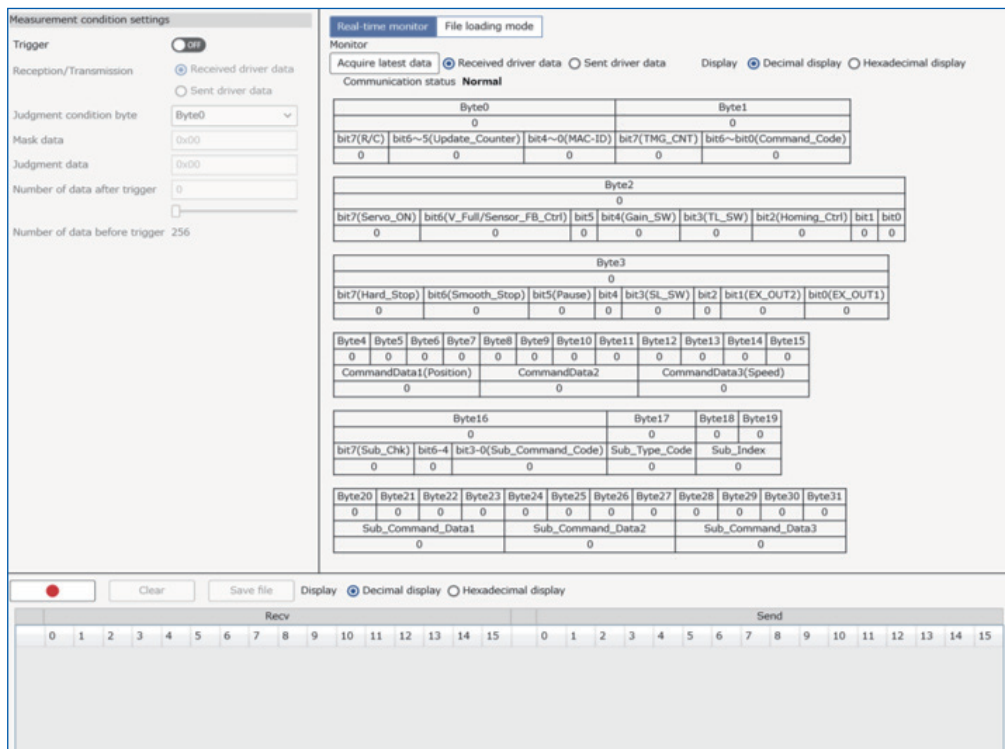 Measurement condition settings
Trigger OFF
Reception/Transmission Received driver data
Sent driver data
Judgment condition byte Byte0
Mask data 0x00
Judgment data 0x00
Number of data after trigger 0
Number of data before trigger 256
Real-time monitor File loading mode
Monitor
Acquire latest data Received driver data Sent driver data Display Decimal display Hexadecimal display
Communication status Normal
Byte0 Byte1
0 0
bit7(R/C) bit6～5(Update_Counter) bit4～0(MAC-ID) bit7(TMG_CNT) bit6～bit0(Command_Code)
0 0 0 0 0
Byte2
0
bit7(Servo_ON) bit6(V_Full/Sensor_FB_Ctrl) bit5 bit4(Gain_SW) bit3(TL_SW) bit2(Homing_Ctrl) bit1 bit0
0 0 0 0 0 0 0 0
Byte3
0
bit7(Hard_Stop) bit6(Smooth_Stop) bit5(Pause) bit4 bit3(SL_SW) bit2 bit1(EX_OUT2) bit0(EX_OUT1)
0 0 0 0 0 0 0 0
Byte4 Byte5 Byte6 Byte7 Byte8 Byte9 Byte10 Byte11 Byte12 Byte13 Byte14 Byte15
0 0 0 0 0 0 0 0 0 0 0 0
CommandData1(Position) CommandData2 CommandData3(Speed)
0 0 0
Byte16 Byte17 Byte18 Byte19
0 0 0 0
bit7(Sub_Chk) bit6-4 bit3-0(Sub_Command_Code) Sub_Type_Code Sub_Index
0 0 0 0 0
Byte20 Byte21 Byte22 Byte23 Byte24 Byte25 Byte26 Byte27 Byte28 Byte29 Byte30 Byte31
0 0 0 0 0 0 0 0 0 0 0 0
Sub_Command_Data1 Sub_Command_Data2 Sub_Command_Data3
0 0 0
Clear Save file Display Decimal display Hexadecimal display
Recv Send
0 1 2 3 4 5 6 7 8 9 10 11 12 13 14 15 0 1 2 3 4 5 6 7 8 9 10 11 12 13 14 15